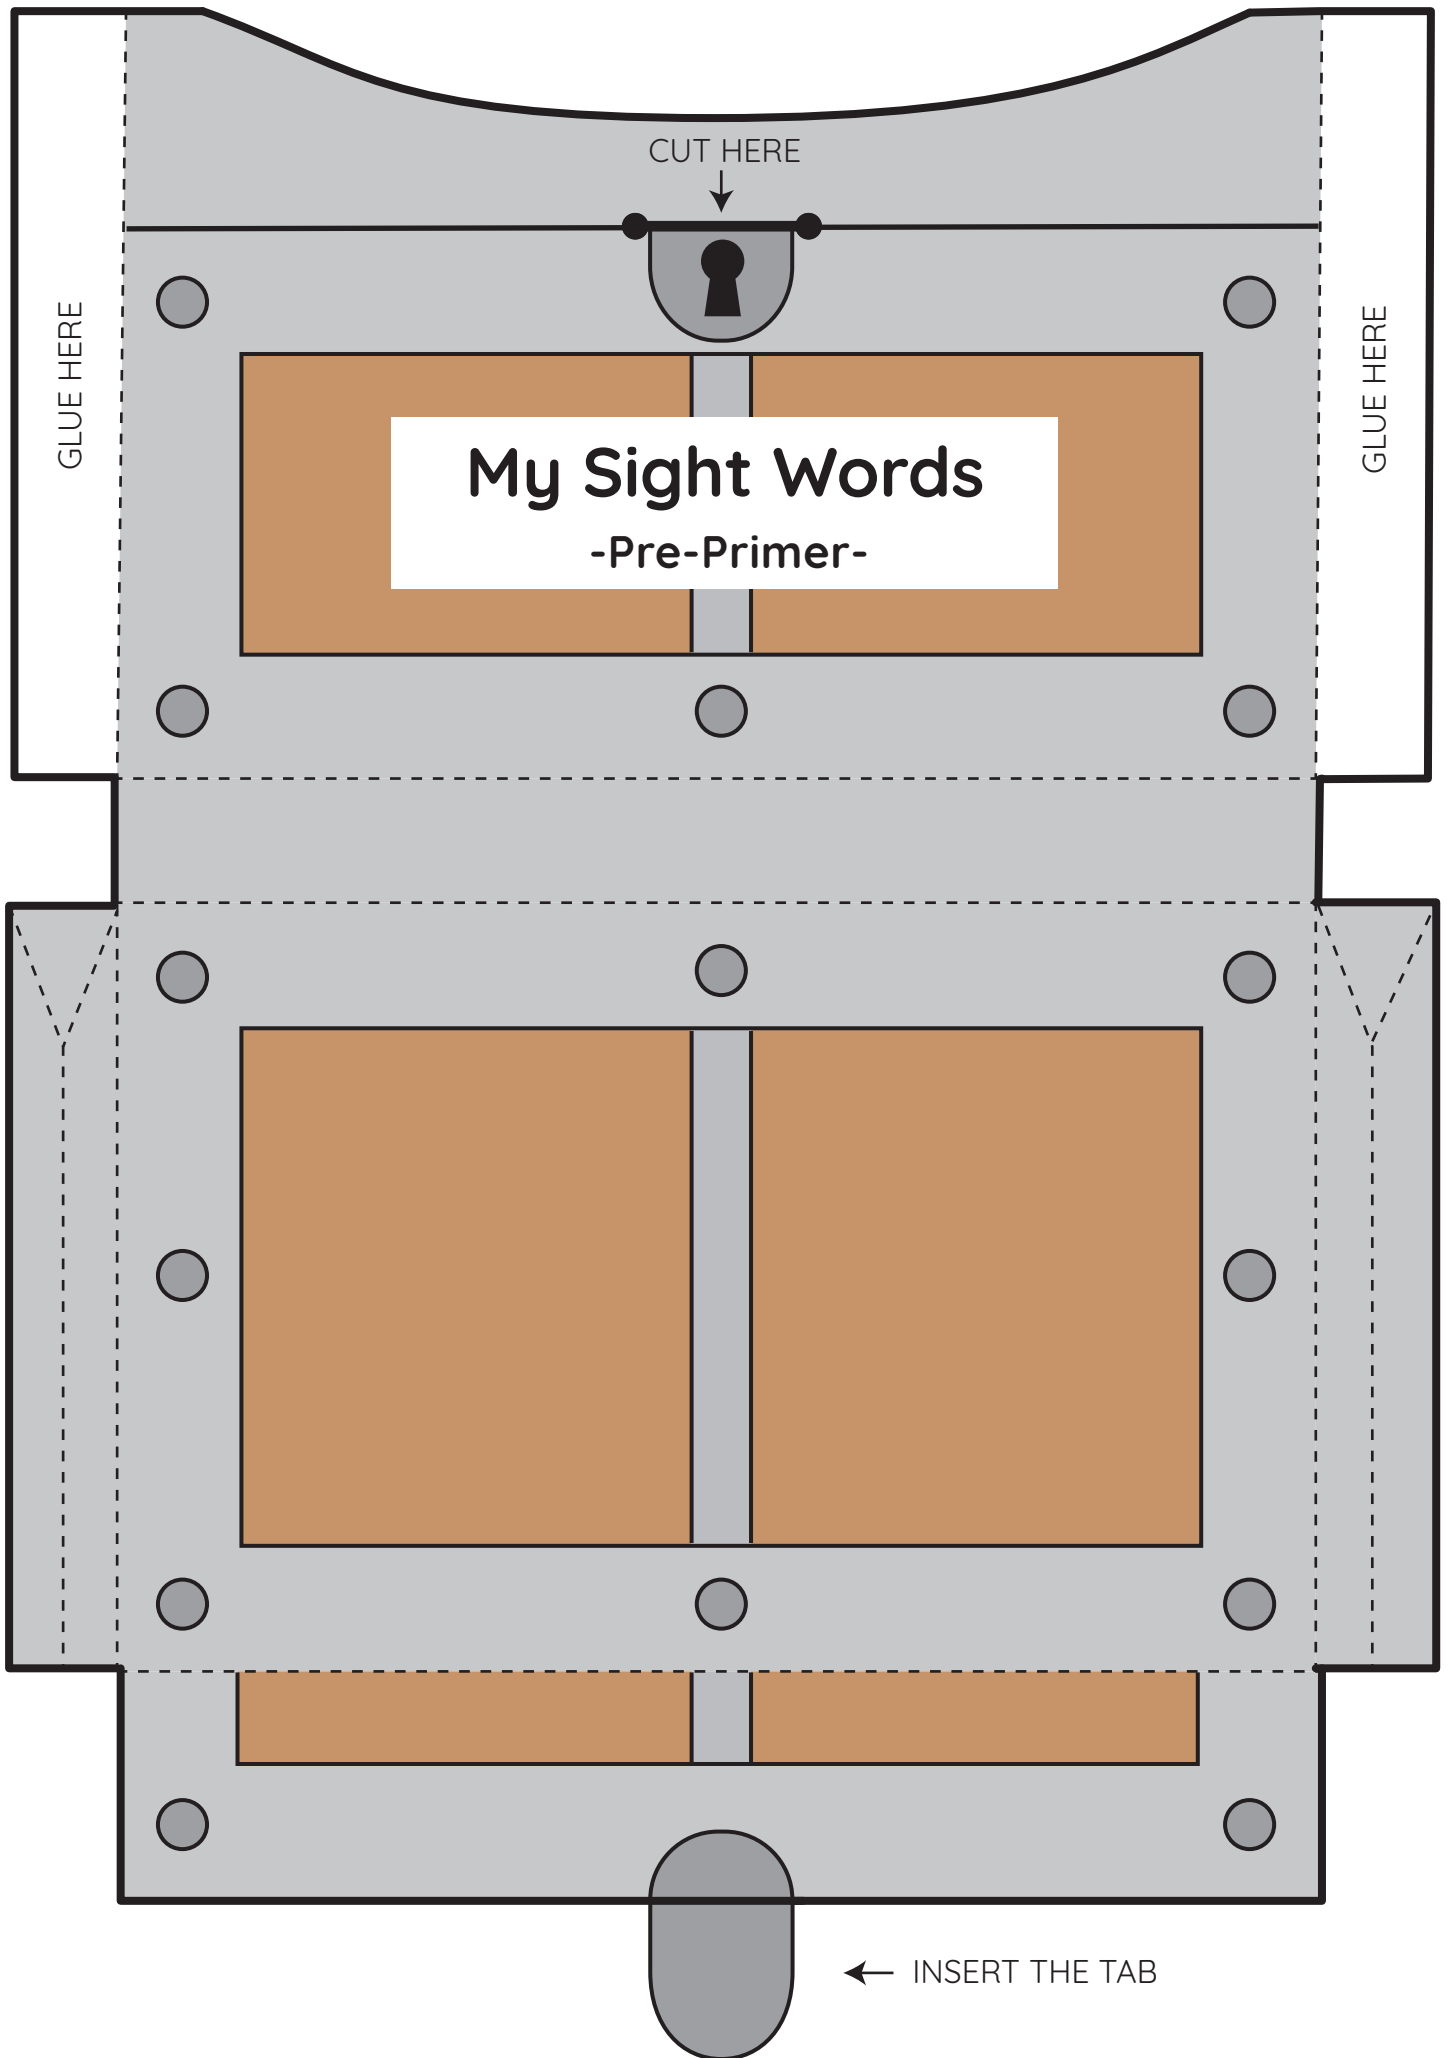 CUT HERE
GLUE HERE
GLUE HERE
My Sight Words
-Pre-Primer-
INSERT THE TAB